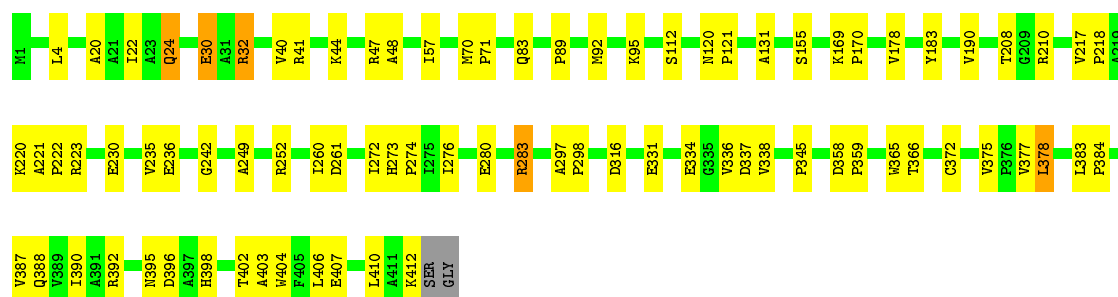 M1 L4 A20 A21 I22 A23 Q24 E30 A31 R32 V40 R41 K44 R47 A48 I57 M70 P71 Q83 P89 M92 K95 S112 N120 P121 A131 S155 K169 P170 V178 Y183 V190 T208 G209 R210 V217 P218 A219
K220 A221 P222 R223 E230 V235 E236 G242 A249 R252 I260 D261 I272 H273 P274 I275 I276 E280 R283 A297 P298 D316 E331 E334 G335 V336 D337 V338 P345 D358 P359 W365 T366 C372 V375 P376 V377 L378 L383 P384
V387 Q388 V389 I390 A391 R392 N395 D396 A397 H398 T402 A403 W404 F405 L406 E407 L410 A411 K412 SER GLY